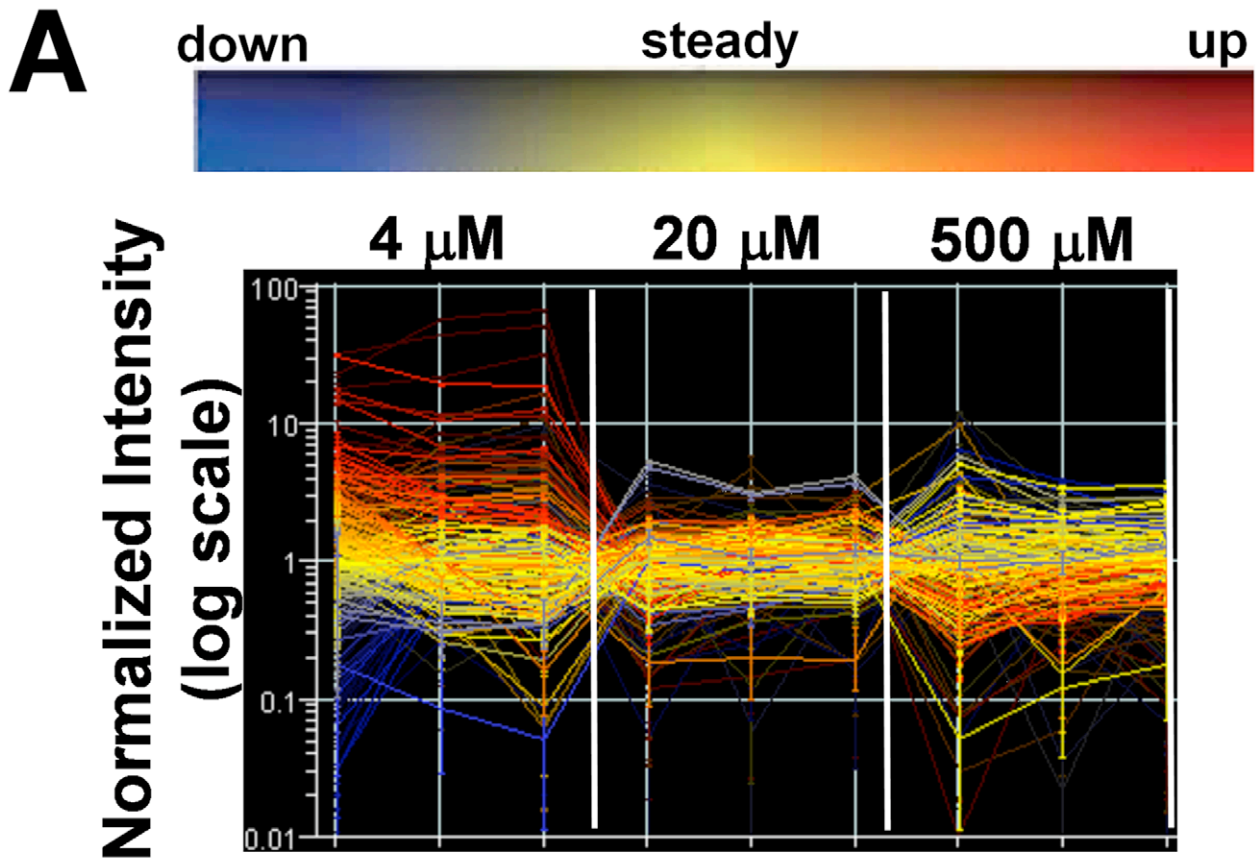 A
down steady up
4 μM 20 μM 500 μM
Normalized Intensity
(log scale)
100
10
1
0.1
0.01